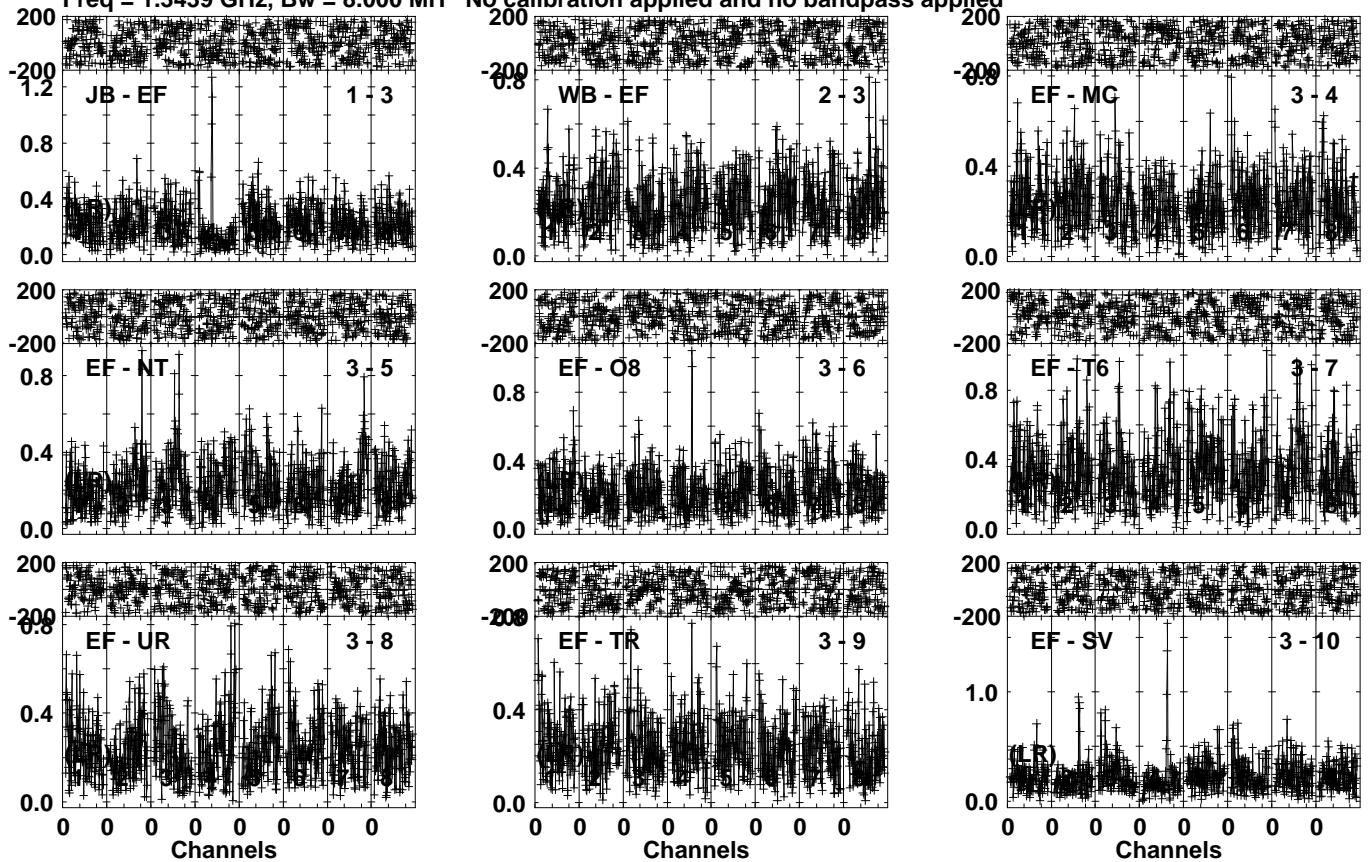 Freq = 1.5459 GHz, Bw = 8.000 MH No calibration applied and no bandpass applied
200 200 200
-200 -200 -200
JB - EF 1 - 3 WB - EF 2 - 3 EF - MC 3 - 4
1.2 0.8 0.8
0.8 0.4 0.4
0.4 0.0 0.0
0.0
200 200 200
-200 -200 -200
EF - NT 3 - 5 EF - O8 3 - 6 EF - T6 3 - 7
0.8 0.8 0.8
0.4 0.4 0.4
0.0 0.0 0.0
200 200 200
-200 -200 -200
0.8 0.8
EF - UR 3 - 8 EF - TR 3 - 9 EF - SV 3 - 10
0.4 0.4 1.0
(LR)
0.0 0.0 0.0
0 0 0 0 0 0 0 0 0 0 0 0 0 0 0 0 0 0 0 0 0 0 0 0
Channels Channels Channels